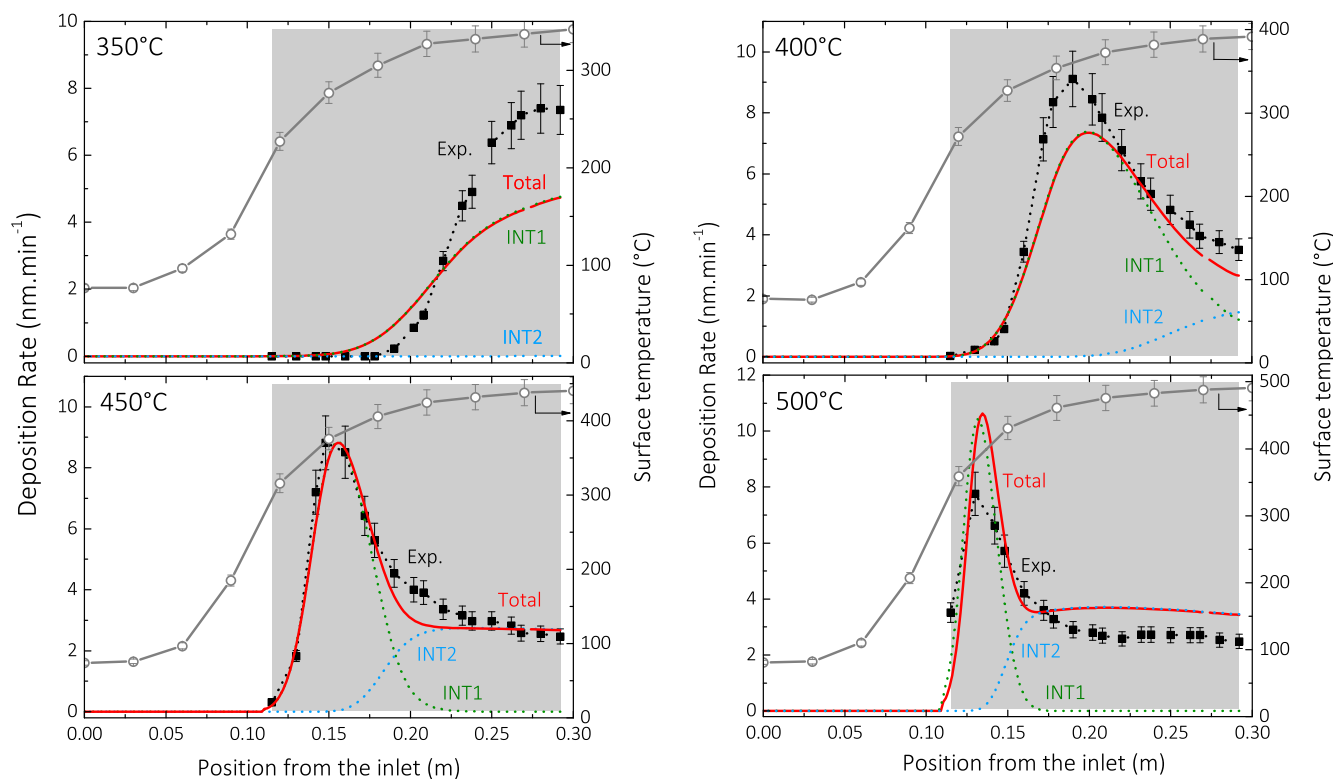 350°C
10
8
6
4
2
0
300
200
100
0
Exp.
Total
INT1
INT2
400°C
10
8
6
4
2
0
400
300
200
100
0
Exp.
Total
INT1
INT2
450°C
10
8
6
4
2
0
400
300
200
100
0
Exp.
Total
INT2
INT1
0.00 0.05 0.10 0.15 0.20 0.25 0.30
500°C
12
10
8
6
4
2
0
500
400
300
200
100
0
Total
Exp.
INT2
INT1
0.00 0.05 0.10 0.15 0.20 0.25 0.30
Deposition Rate (nm.min⁻¹)
Surface temperature (°C)
Deposition Rate (nm.min⁻¹)
Surface temperature (°C)
Position from the inlet (m)
Position from the inlet (m)